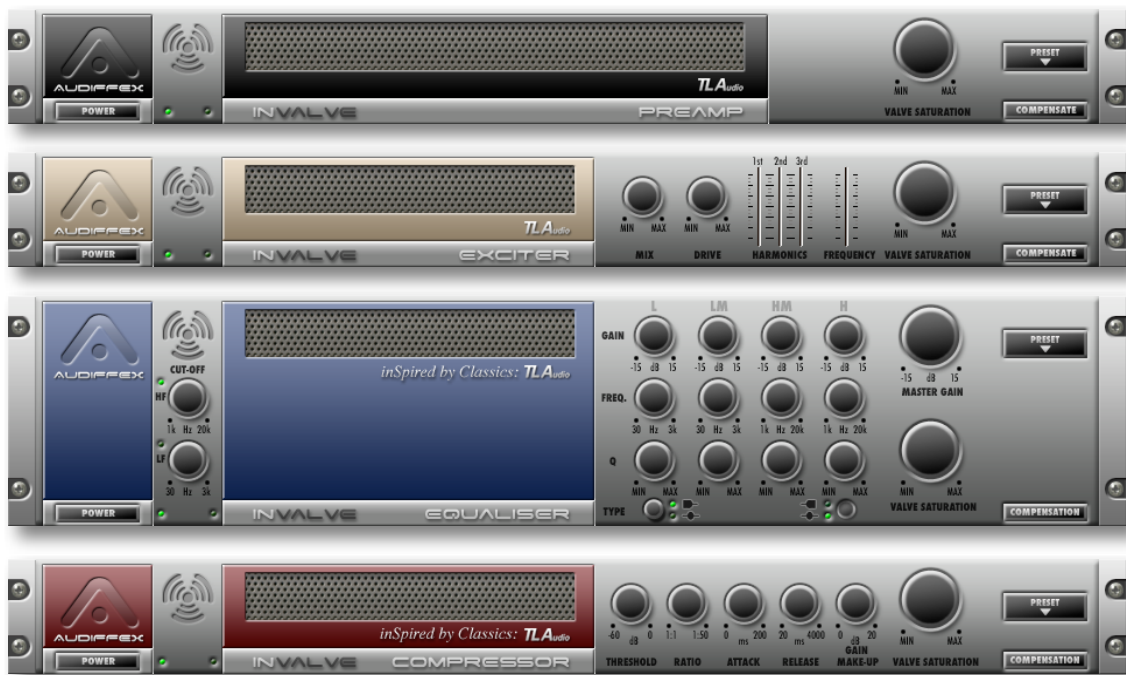 AUDIFFEX
POWER
TL Audio
INVALVE PREAMP
MIN MAX
VALVE SATURATION
PRESET
COMPENSATE
AUDIFFEX
POWER
TL Audio
INVALVE EXCITER
MIN MAX
MIX
MIN MAX
DRIVE
1st 2nd 3rd
HARMONICS
FREQUENCY
MIN MAX
VALVE SATURATION
PRESET
COMPENSATE
AUDIFFEX
POWER
CUT-OFF
HF
1k Hz 20k
LF
30 Hz 3k
inSpired by Classics: TL Audio
INVALVE EQUALISER
L LM HM H
GAIN
-15 dB 15 -15 dB 15 -15 dB 15 -15 dB 15
FREQ.
30 Hz 3k 30 Hz 3k 1k Hz 20k 1k Hz 20k
Q
MIN MAX MIN MAX MIN MAX MIN MAX
TYPE
-15 dB 15
MASTER GAIN
MIN MAX
VALVE SATURATION
PRESET
COMPENSATION
AUDIFFEX
POWER
inSpired by Classics: TL Audio
INVALVE COMPRESSOR
-60 dB 0
THRESHOLD
1:1 1:50
RATIO
0 ms 200
ATTACK
20 ms 4000
RELEASE
0 dB 20
GAIN
MAKE-UP
MIN MAX
VALVE SATURATION
PRESET
COMPENSATION